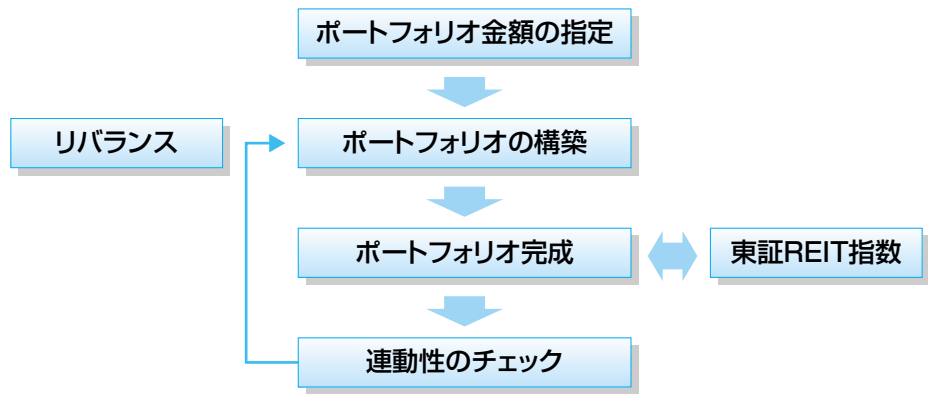 ポートフォリオ金額の指定
リバランス
ポートフォリオの構築
ポートフォリオ完成
東証REIT指数
連動性のチェック